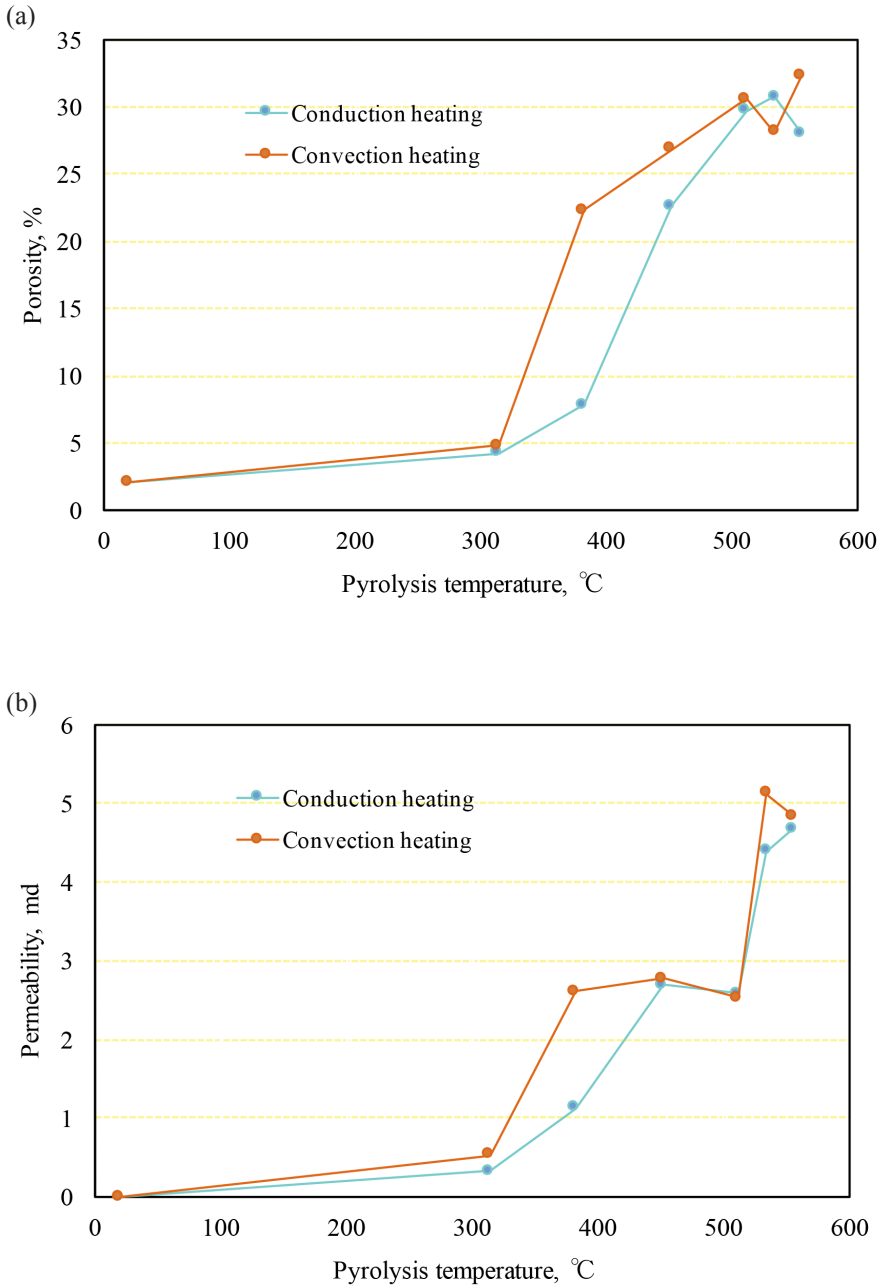 (a)
35
30
25
20
15
10
5
0
Porosity, %
Conduction heating
Convection heating
0 100 200 300 400 500 600
Pyrolysis temperature, ℃
(b)
6
5
4
3
2
1
0
Permeability, md
Conduction heating
Convection heating
0 100 200 300 400 500 600
Pyrolysis temperature, ℃